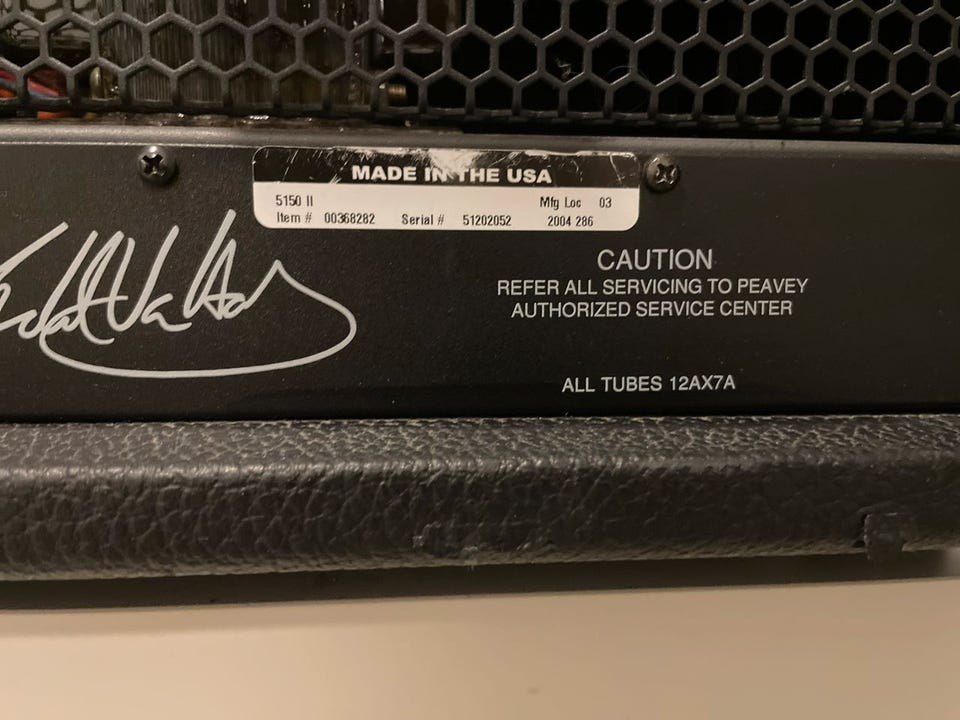 MADE IN THE USA
5150 II Mfg Loc 03
Item # 00368282 Serial # 51202052 2004 286
CAUTION
REFER ALL SERVICING TO PEAVEY
AUTHORIZED SERVICE CENTER
ALL TUBES 12AX7A